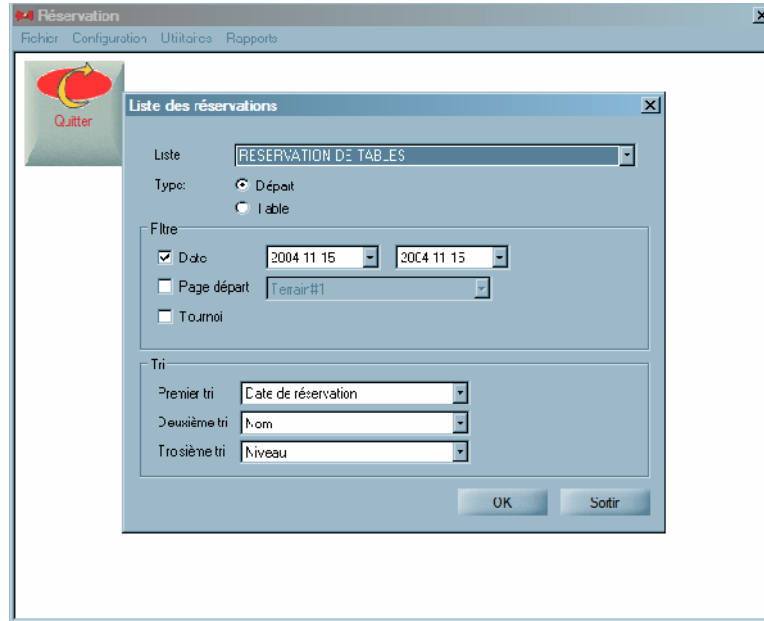 Réservation
Fichier Configuration Utilitaires Rapports
Quitter
Liste des réservations
Liste RESERVATION DE TABLES
Type: Départ
Table
Filtre
Date 2004-11-15 2004-11-15
Page départ Terrain#1
Tournoi
Tri
Premier tri Date de réservation
Deuxième tri Nom
Troisième tri Niveau
OK Sortir